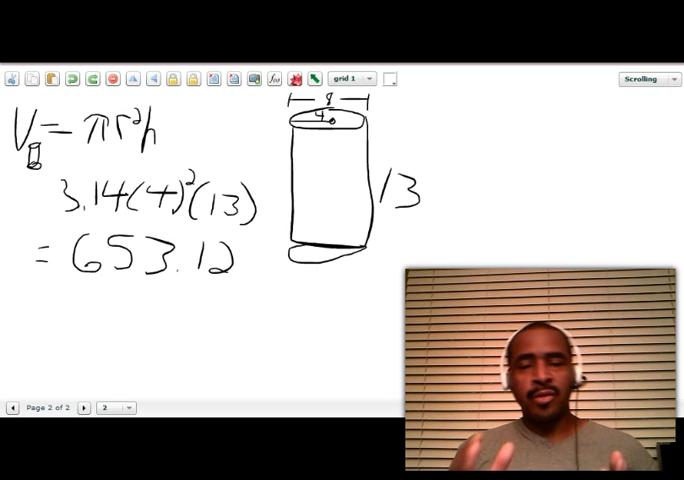 f(x)
grid 1
Scrolling
V = πr²h
8
4
3.14(4)²(13)
13
= 653.12
Page 2 of 2
2